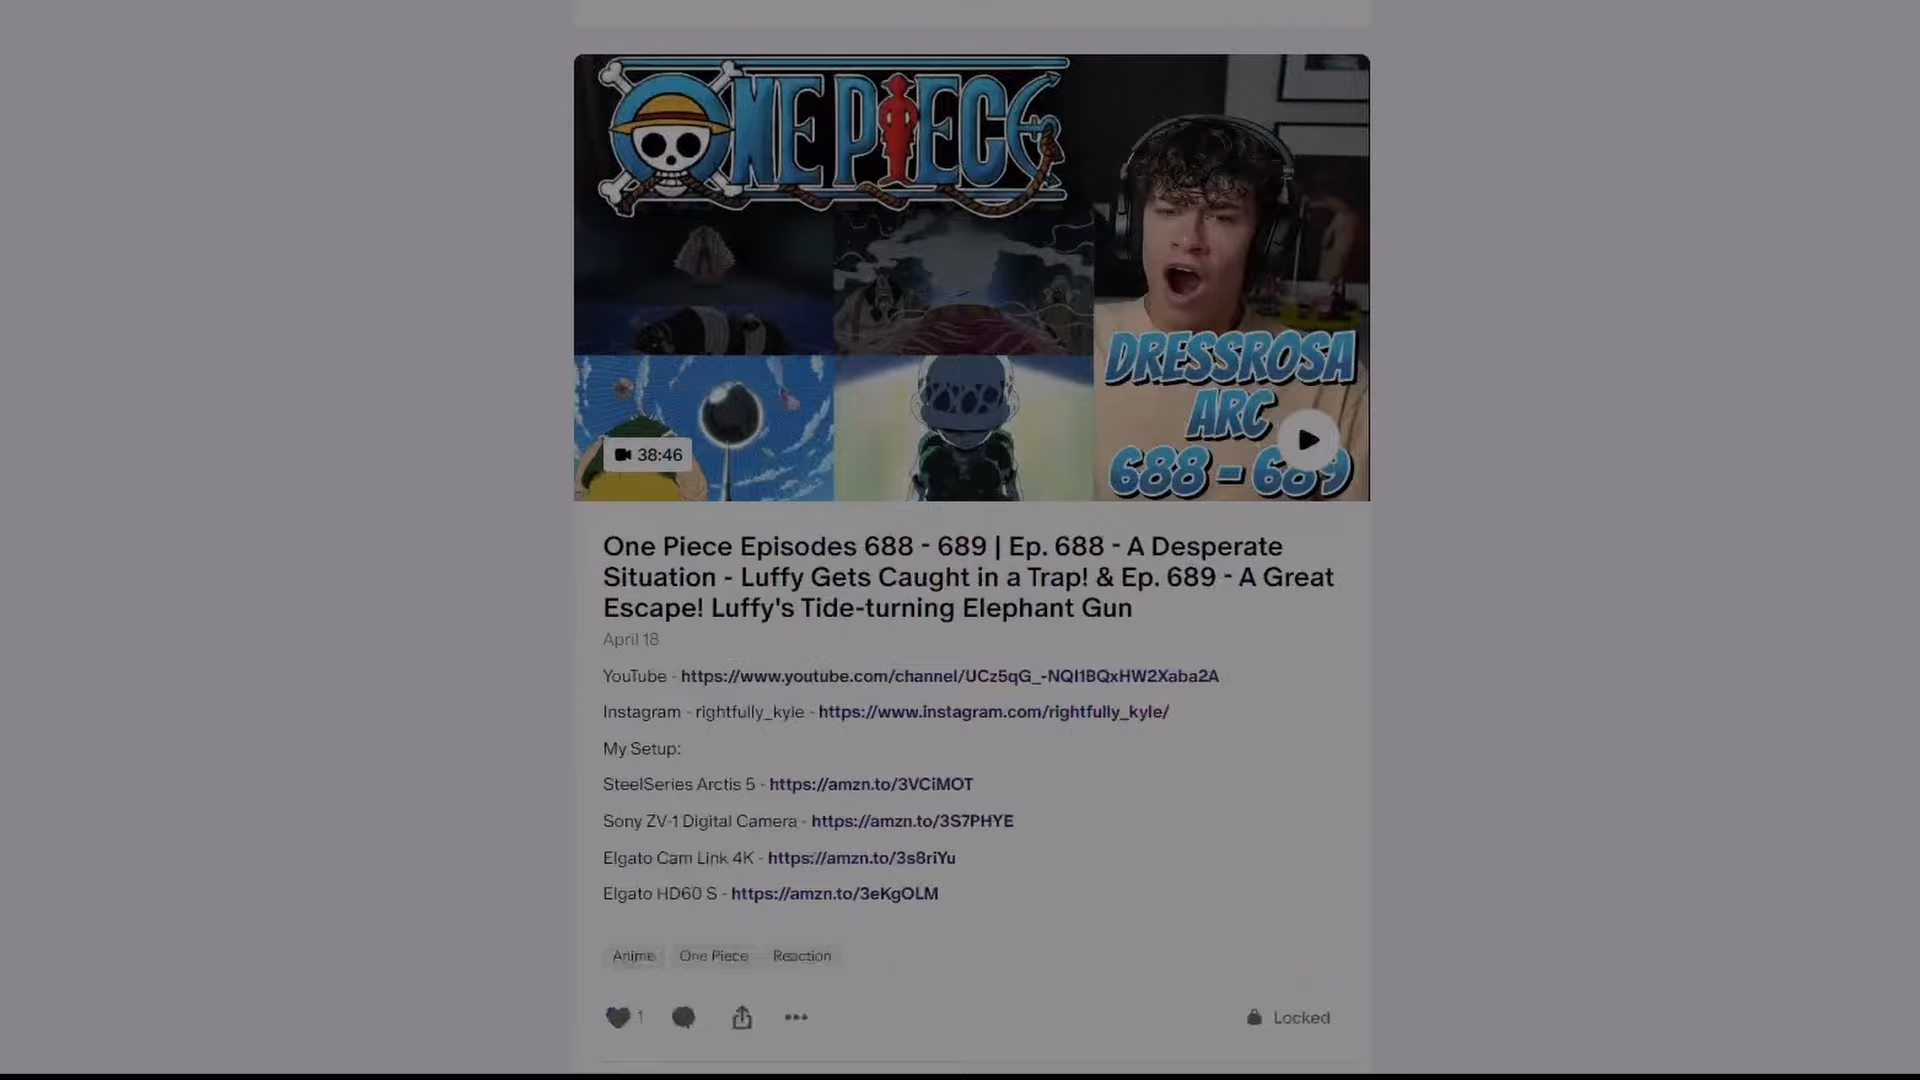 ONE PIECE
DRESSROSA
ARC
688 - 689
38:46
One Piece Episodes 688 - 689 | Ep. 688 - A Desperate
Situation - Luffy Gets Caught in a Trap! & Ep. 689 - A Great
Escape! Luffy's Tide-turning Elephant Gun
April 18
YouTube - https://www.youtube.com/channel/UCz5qG_-NQI1BQxHW2Xaba2A
Instagram - rightfully_kyle - https://www.instagram.com/rightfully_kyle/
My Setup:
SteelSeries Arctis 5 - https://amzn.to/3VCiMOT
Sony ZV-1 Digital Camera - https://amzn.to/3S7PHYE
Elgato Cam Link 4K - https://amzn.to/3s8riYu
Elgato HD60 S - https://amzn.to/3eKgOLM
Anime One Piece Reaction
1
Locked